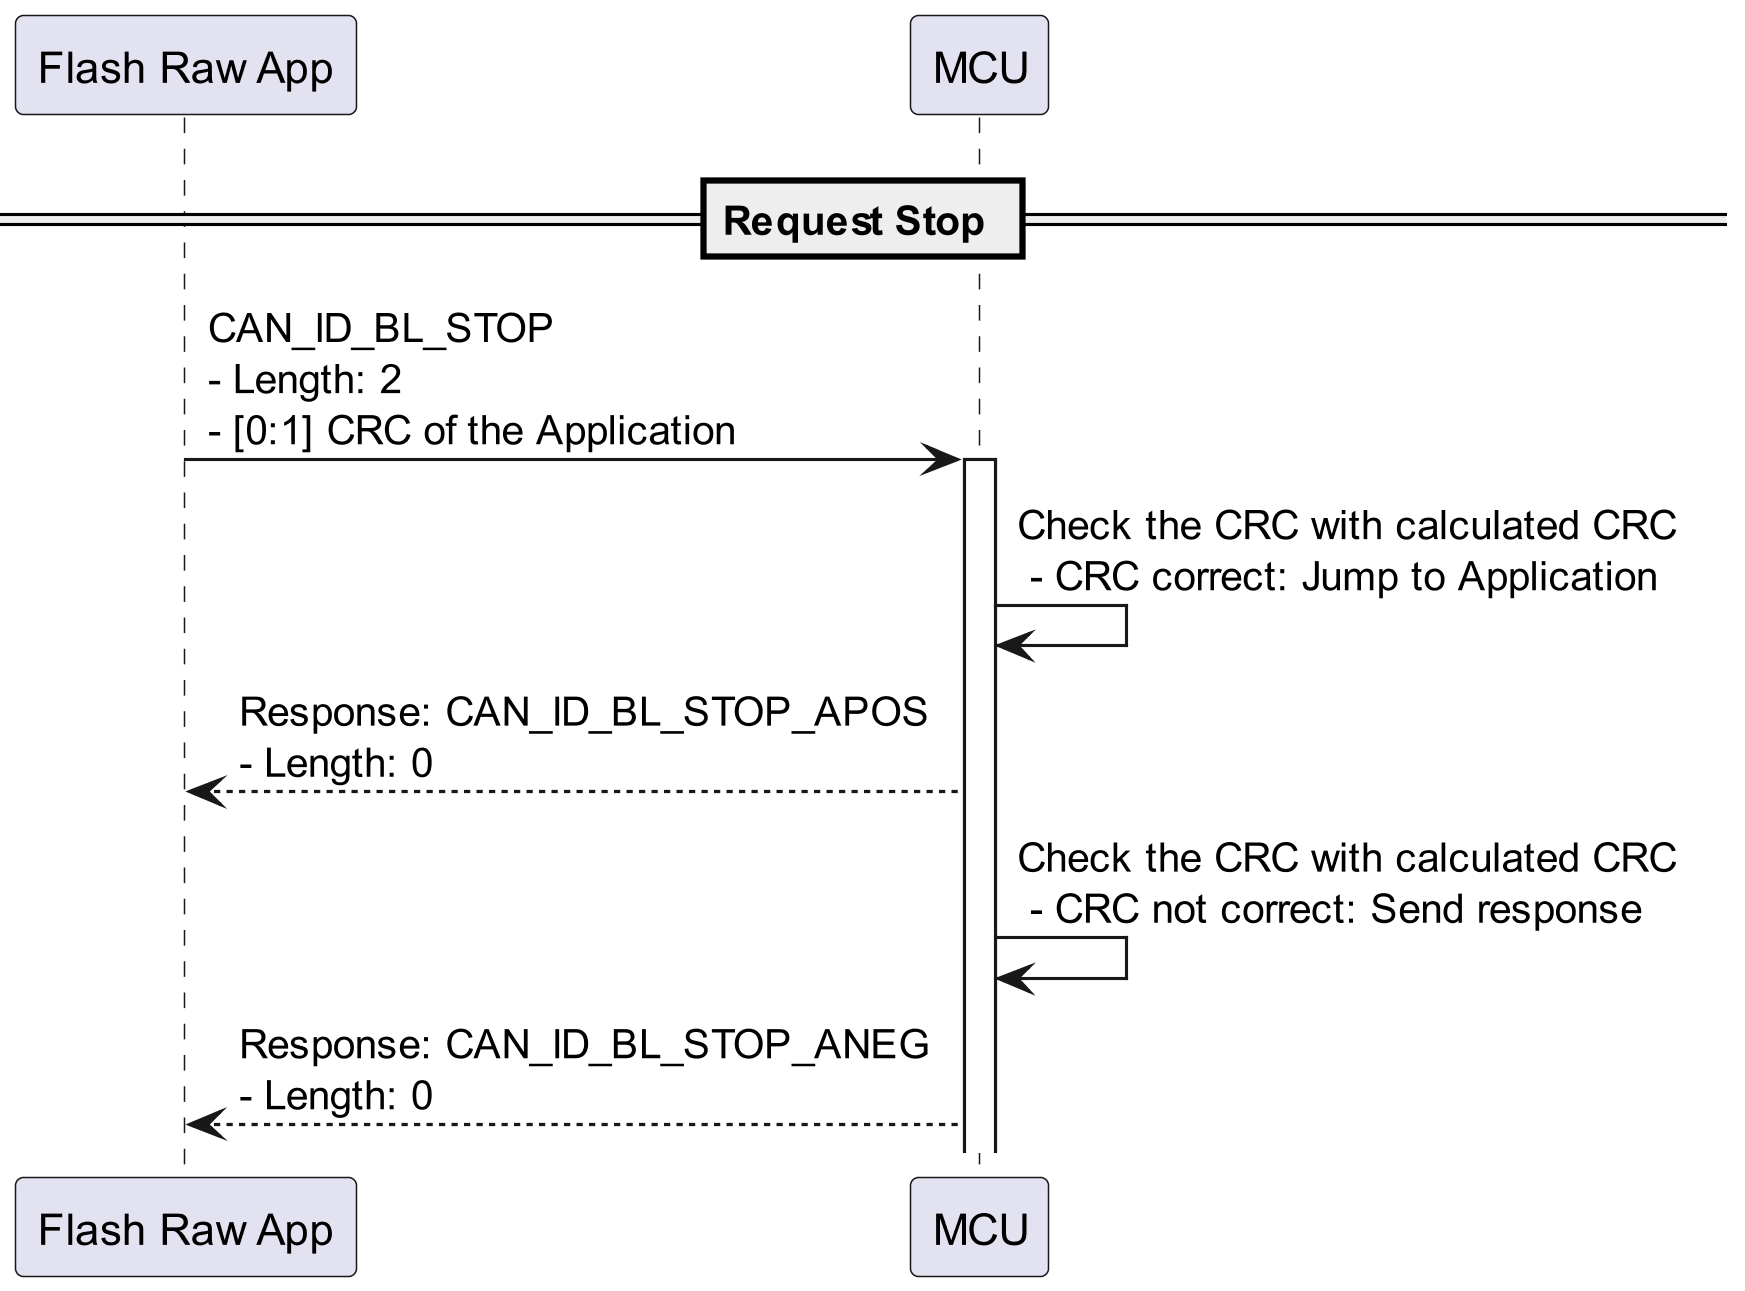 Flash Raw App
MCU
Request Stop
CAN_ID_BL_STOP
- Length: 2
- [0:1] CRC of the Application
Check the CRC with calculated CRC
- CRC correct: Jump to Application
Response: CAN_ID_BL_STOP_APOS
- Length: 0
Check the CRC with calculated CRC
- CRC not correct: Send response
Response: CAN_ID_BL_STOP_ANEG
- Length: 0
Flash Raw App
MCU